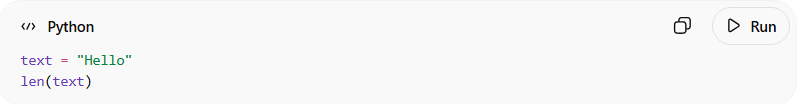 Python
Run
text = "Hello"
len(text)